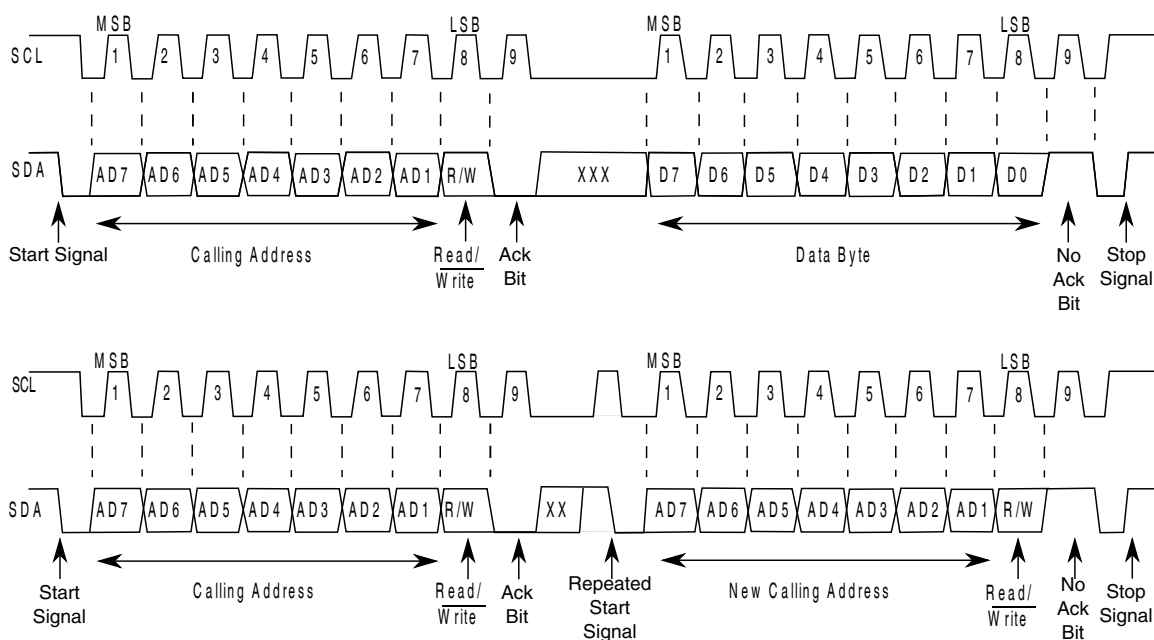 MSB LSB MSB LSB
SCL 1 2 3 4 5 6 7 8 9 1 2 3 4 5 6 7 8 9
SDA AD7 AD6 AD5 AD4 AD3 AD2 AD1 R/W XXX D7 D6 D5 D4 D3 D2 D1 D0
Start Signal Calling Address Read/ Ack Data Byte No Stop
Write Bit Ack Signal
Bit
MSB LSB MSB LSB
SCL 1 2 3 4 5 6 7 8 9 1 2 3 4 5 6 7 8 9
SDA AD7 AD6 AD5 AD4 AD3 AD2 AD1 R/W XX AD7 AD6 AD5 AD4 AD3 AD2 AD1 R/W
Start Calling Address Read/ Ack Repeated New Calling Address Read/ No Stop
Signal Write Bit Start Write Ack Signal
Signal Bit